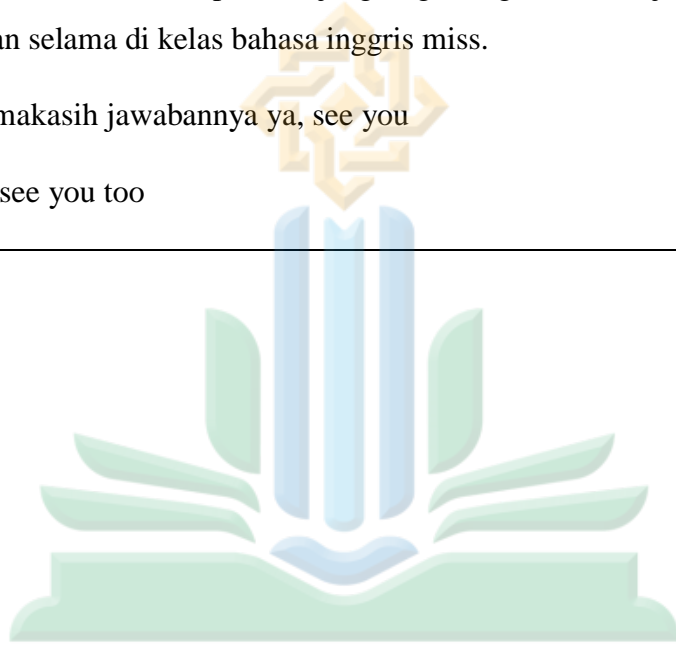 an selama di kelas bahasa inggris miss.
makasih jawabannya ya, see you
see you too